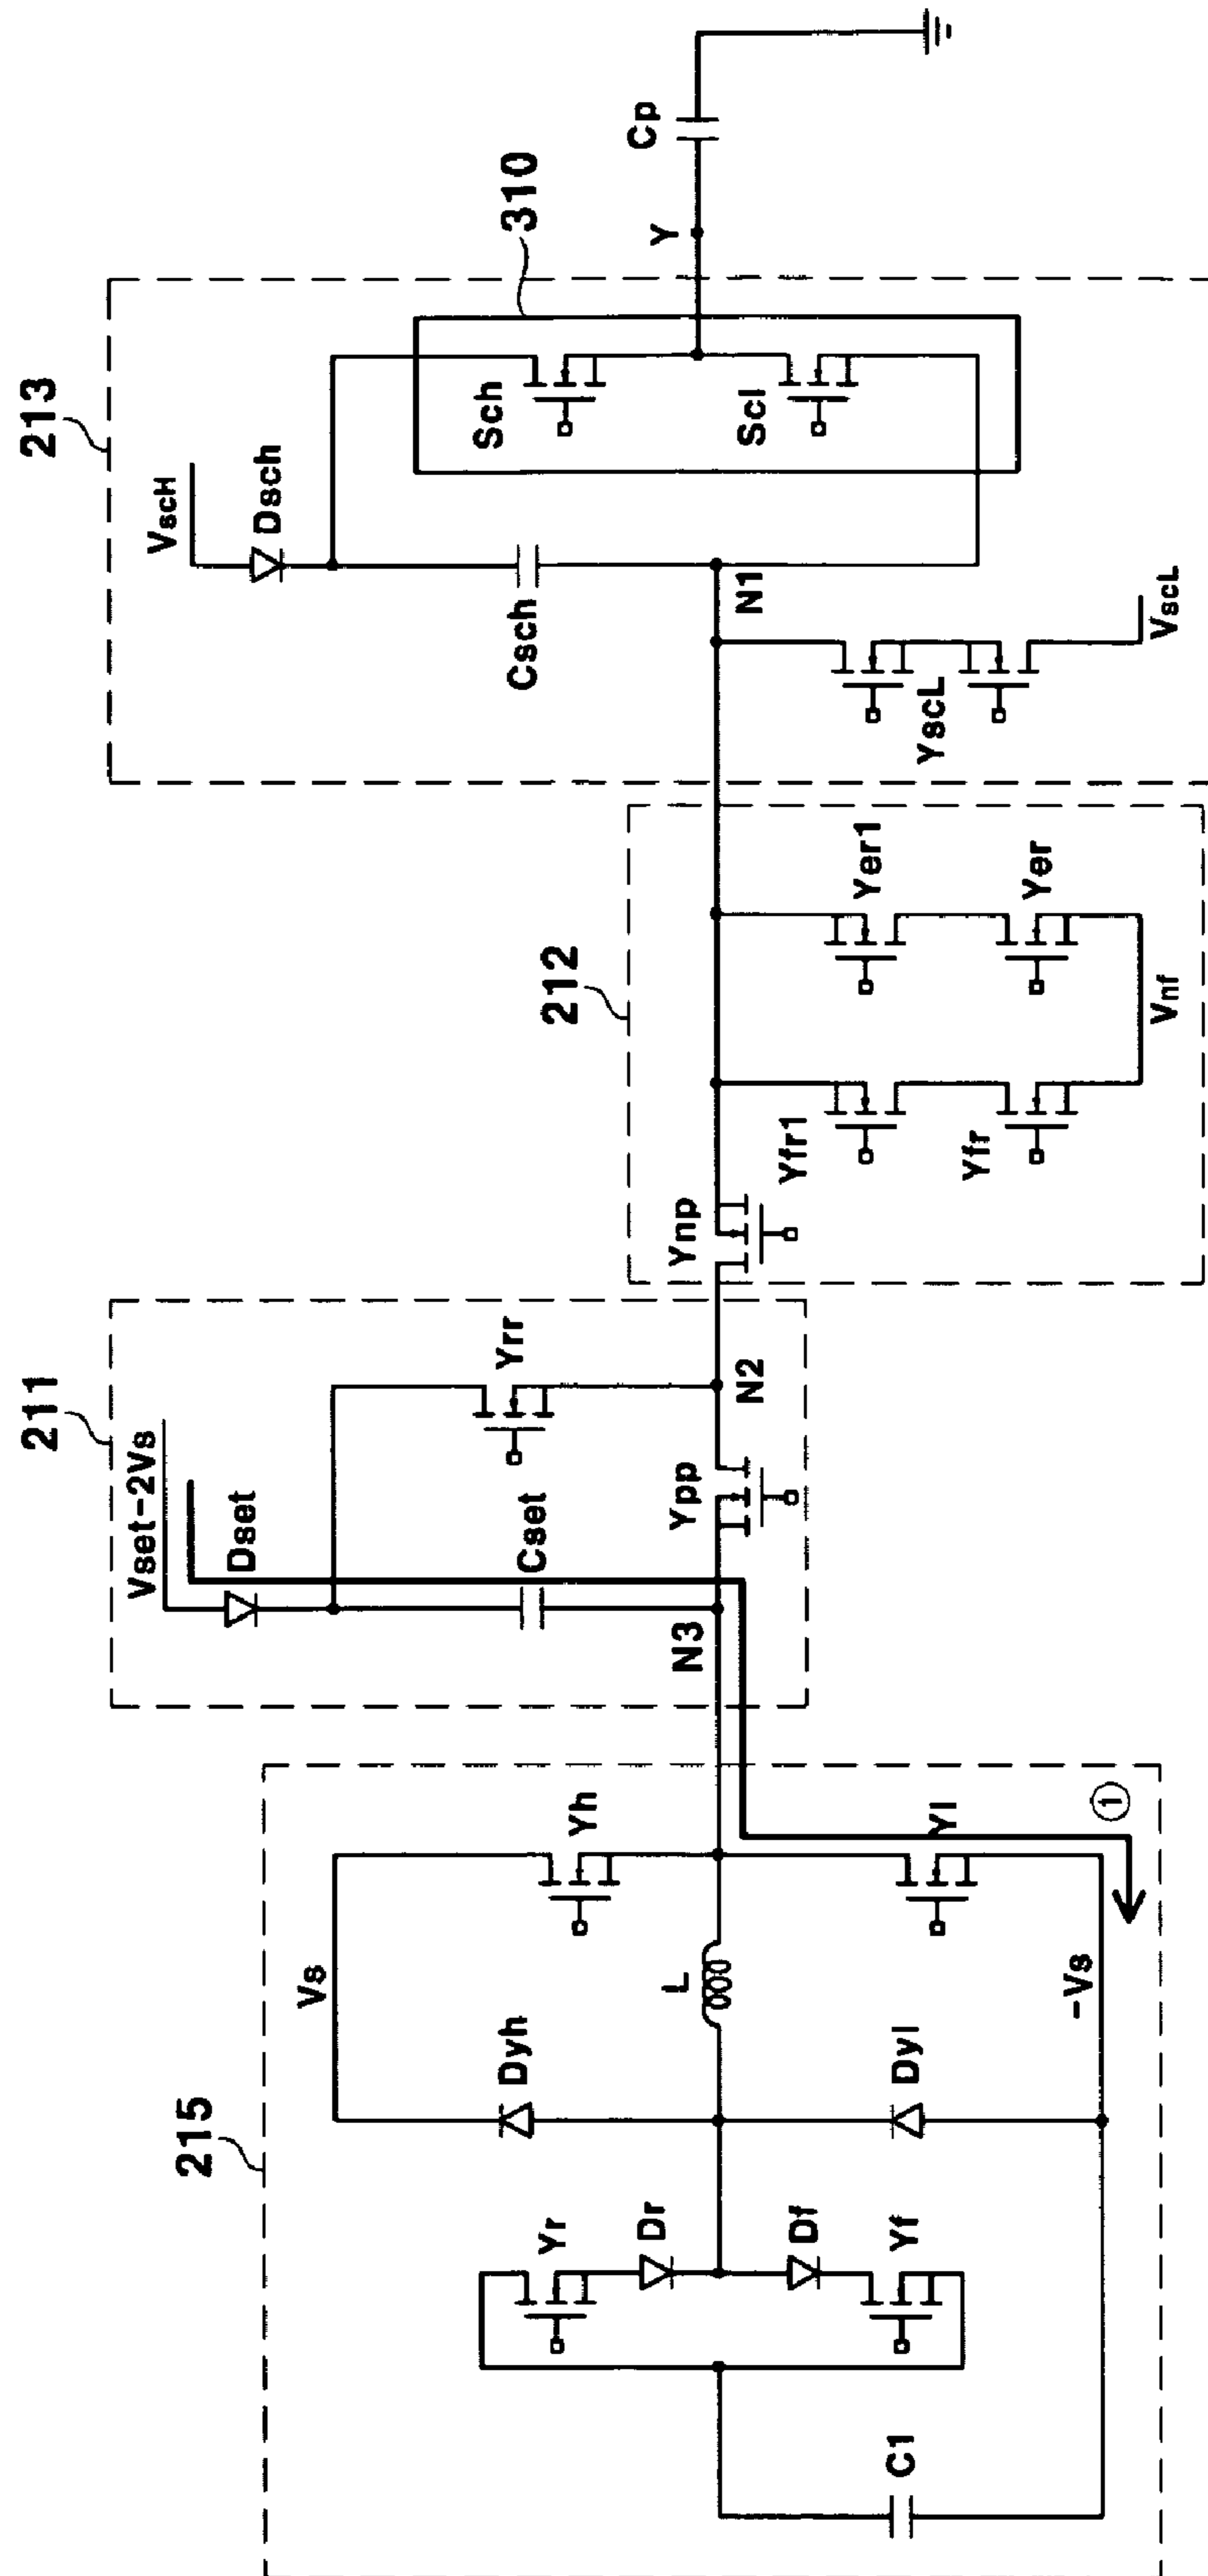 215
Vs
Yh
Dyh
L
Dyl
Yl
-Vs
Yr
Dr
Df
Yf
C1
①
211
Vset-2Vs
Dset
Cset
Yrr
Ypp
N3
N2
212
Ynp
Yfr1
Yfr
Yer1
Yer
Vnf
213
VscH
Dsch
Csch
N1
YscL
VscL
Sch
Scl
310
Y
Cp